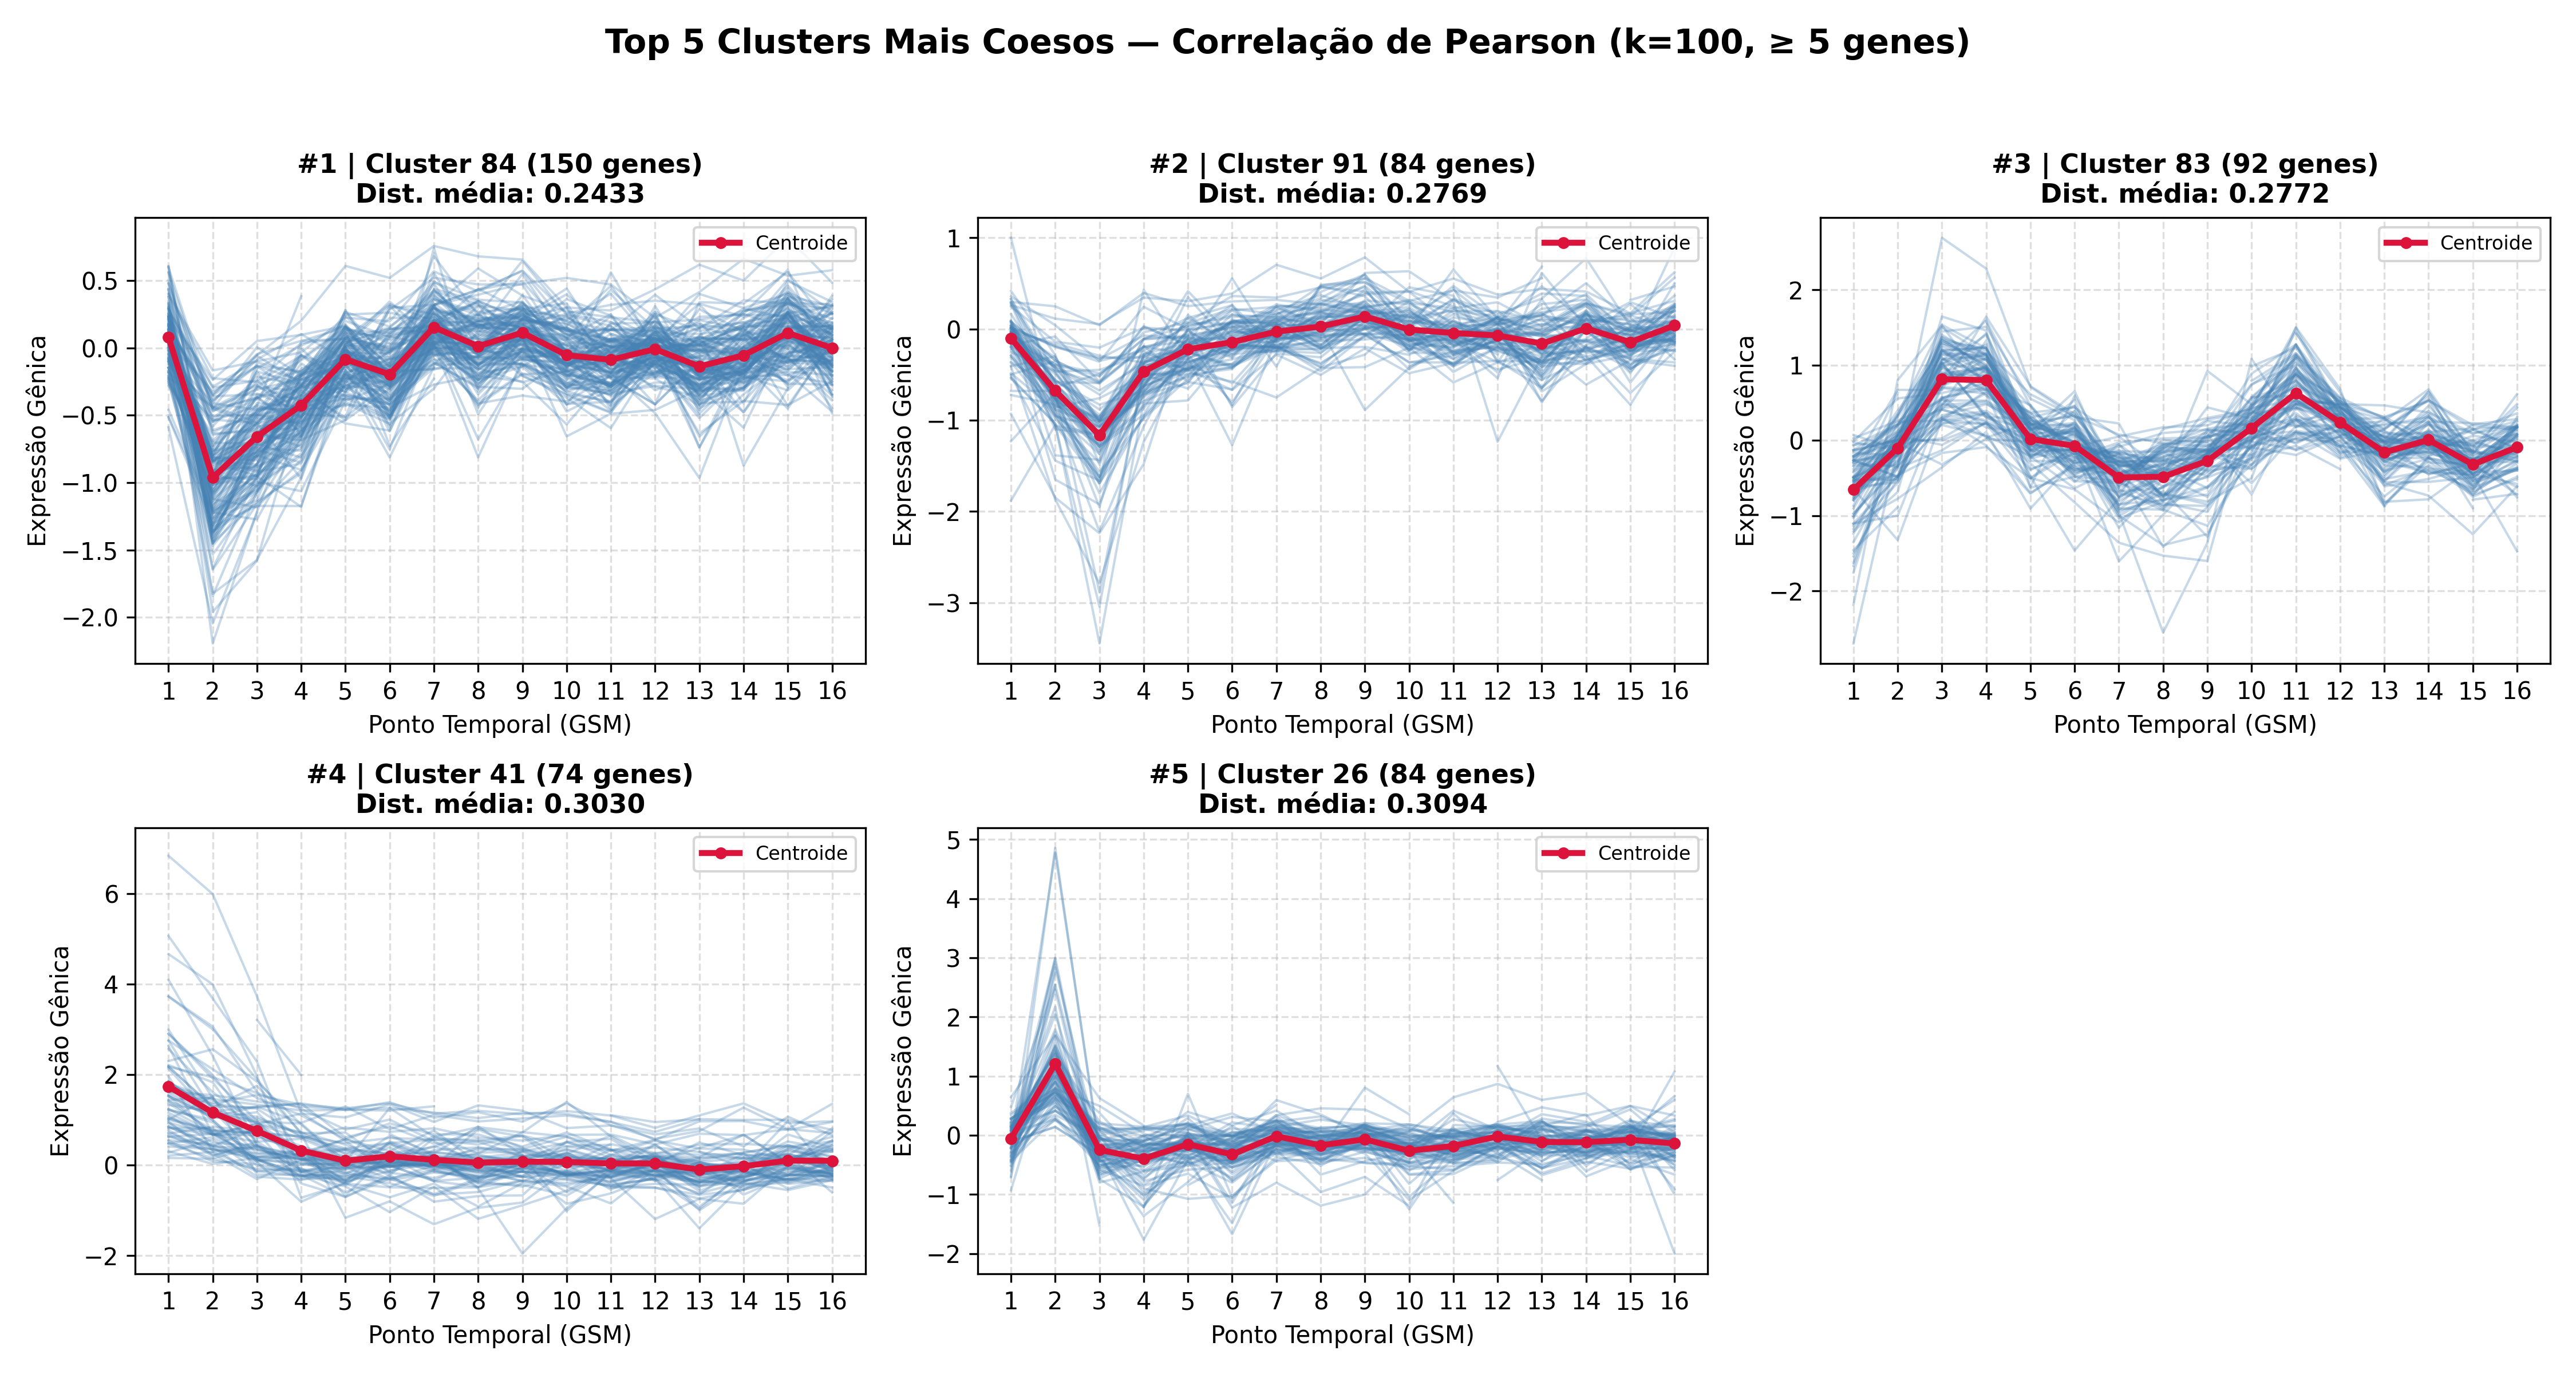 Top 5 Clusters Mais Coesos — Correlação de Pearson (k=100, ≥ 5 genes)
#1 | Cluster 84 (150 genes)
Dist. média: 0.2433
Centroide
Expressão Gênica
0.5
0.0
−0.5
−1.0
−1.5
−2.0
1 2 3 4 5 6 7 8 9 10 11 12 13 14 15 16
Ponto Temporal (GSM)
#2 | Cluster 91 (84 genes)
Dist. média: 0.2769
Centroide
Expressão Gênica
1
0
−1
−2
−3
1 2 3 4 5 6 7 8 9 10 11 12 13 14 15 16
Ponto Temporal (GSM)
#3 | Cluster 83 (92 genes)
Dist. média: 0.2772
Centroide
Expressão Gênica
2
1
0
−1
−2
1 2 3 4 5 6 7 8 9 10 11 12 13 14 15 16
Ponto Temporal (GSM)
#4 | Cluster 41 (74 genes)
Dist. média: 0.3030
Centroide
Expressão Gênica
6
4
2
0
−2
1 2 3 4 5 6 7 8 9 10 11 12 13 14 15 16
Ponto Temporal (GSM)
#5 | Cluster 26 (84 genes)
Dist. média: 0.3094
Centroide
Expressão Gênica
5
4
3
2
1
0
−1
−2
1 2 3 4 5 6 7 8 9 10 11 12 13 14 15 16
Ponto Temporal (GSM)